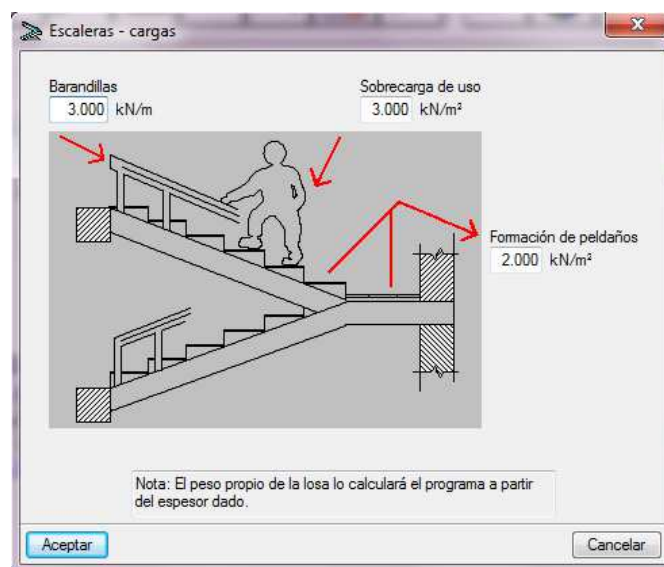 Escaleras - cargas
Barandillas
3.000 kN/m
Sobrecarga de uso
3.000 kN/m²
Formación de peldaños
2.000 kN/m²
Nota: El peso propio de la losa lo calculará el programa a partir
del espesor dado.
Aceptar
Cancelar